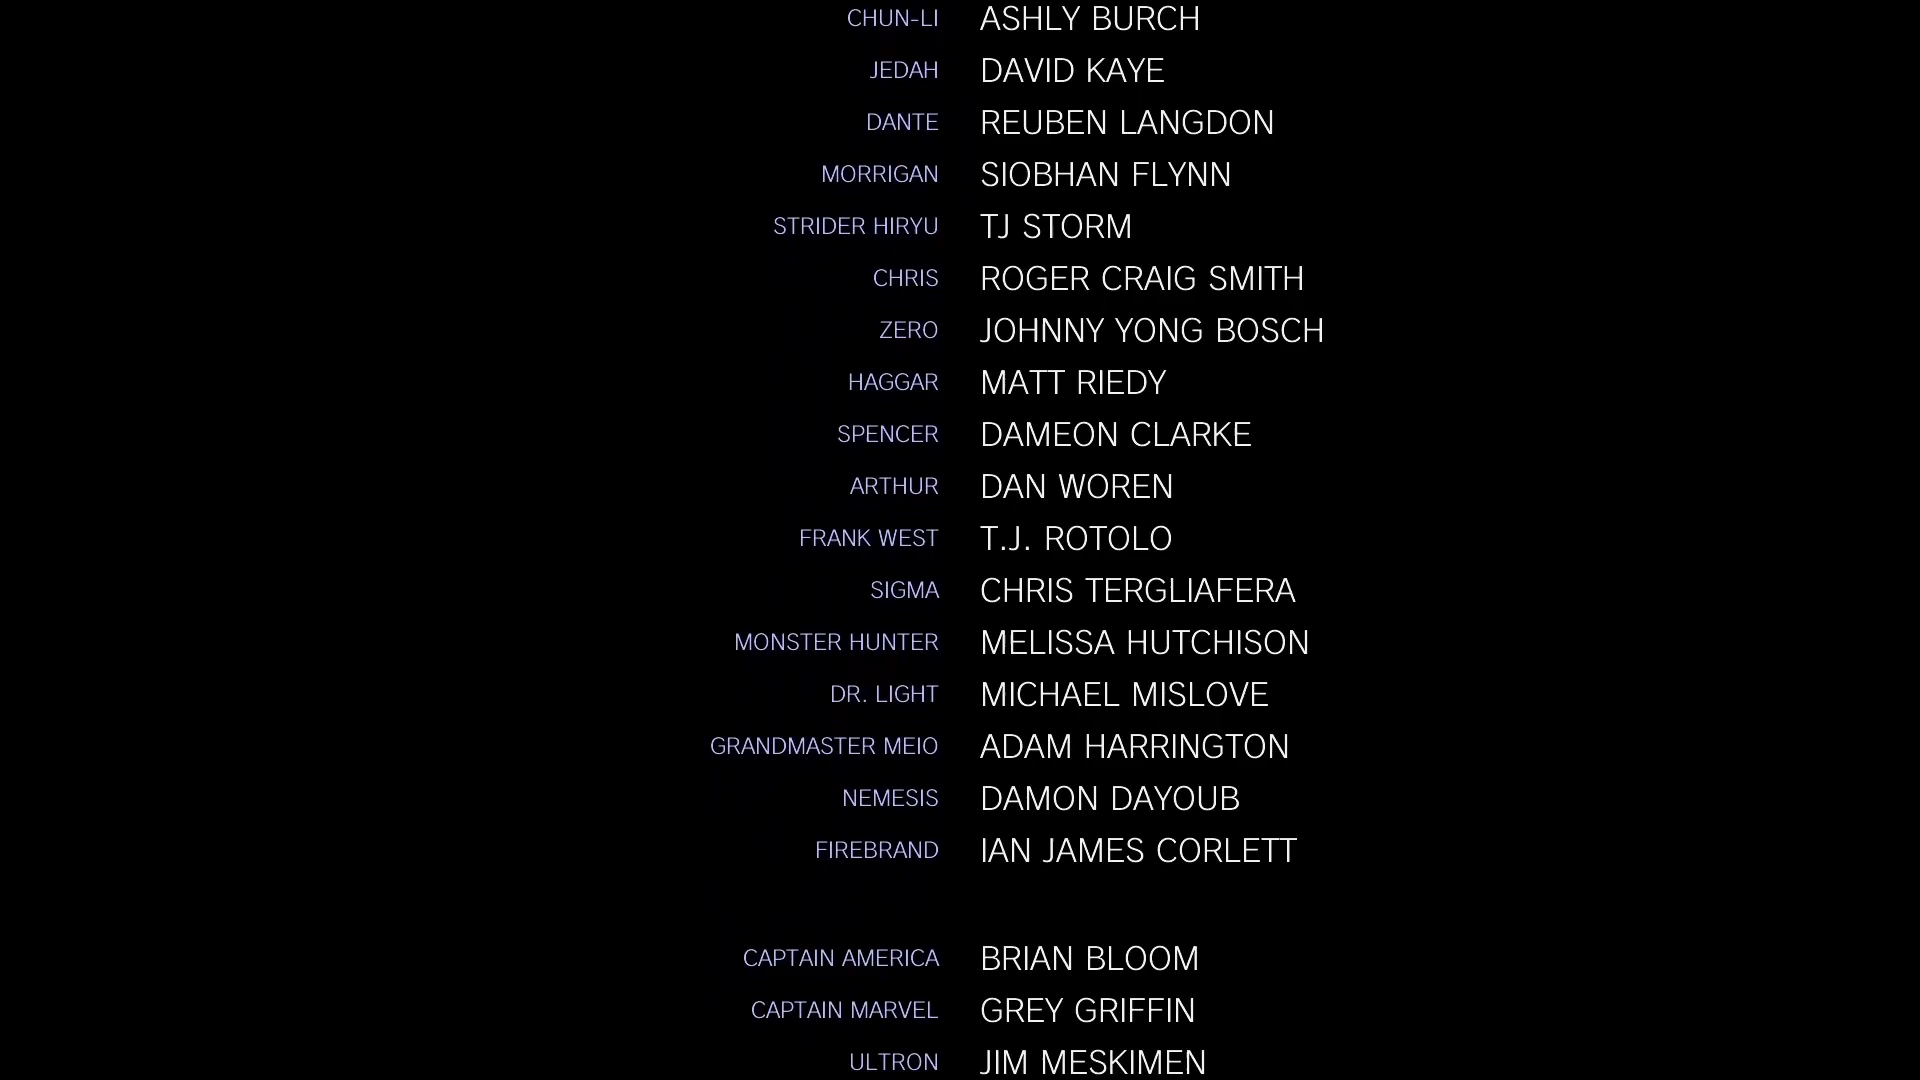 CHUN-LI ASHLY BURCH
JEDAH DAVID KAYE
DANTE REUBEN LANGDON
MORRIGAN SIOBHAN FLYNN
STRIDER HIRYU TJ STORM
CHRIS ROGER CRAIG SMITH
ZERO JOHNNY YONG BOSCH
HAGGAR MATT RIEDY
SPENCER DAMEON CLARKE
ARTHUR DAN WOREN
FRANK WEST T.J. ROTOLO
SIGMA CHRIS TERGLIAFERA
MONSTER HUNTER MELISSA HUTCHISON
DR. LIGHT MICHAEL MISLOVE
GRANDMASTER MEIO ADAM HARRINGTON
NEMESIS DAMON DAYOUB
FIREBRAND IAN JAMES CORLETT
CAPTAIN AMERICA BRIAN BLOOM
CAPTAIN MARVEL GREY GRIFFIN
ULTRON JIM MESKIMEN